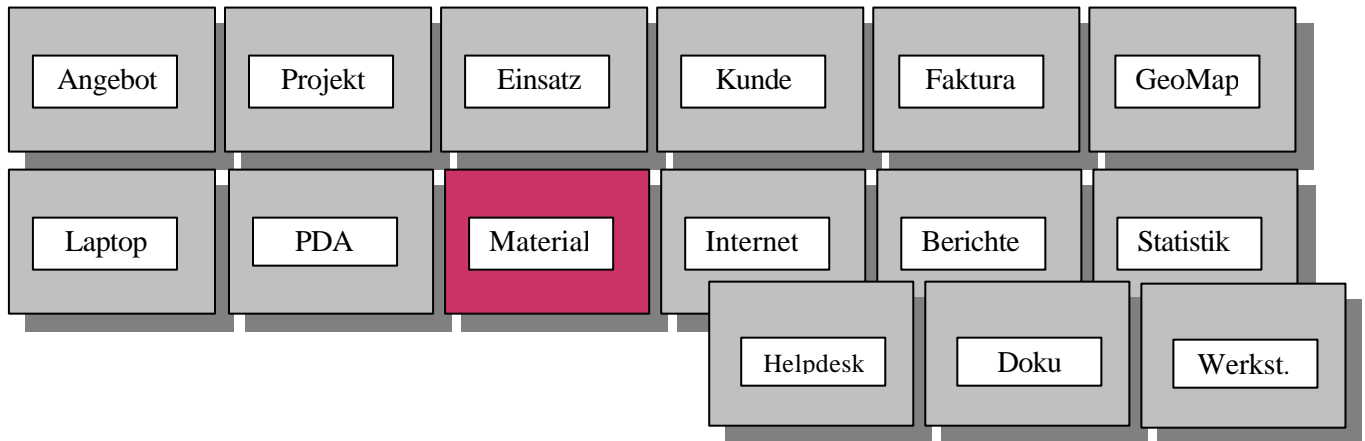 Angebot
Projekt
Einsatz
Kunde
Faktura
GeoMap
Laptop
PDA
Material
Internet
Berichte
Statistik
Helpdesk
Doku
Werkst.